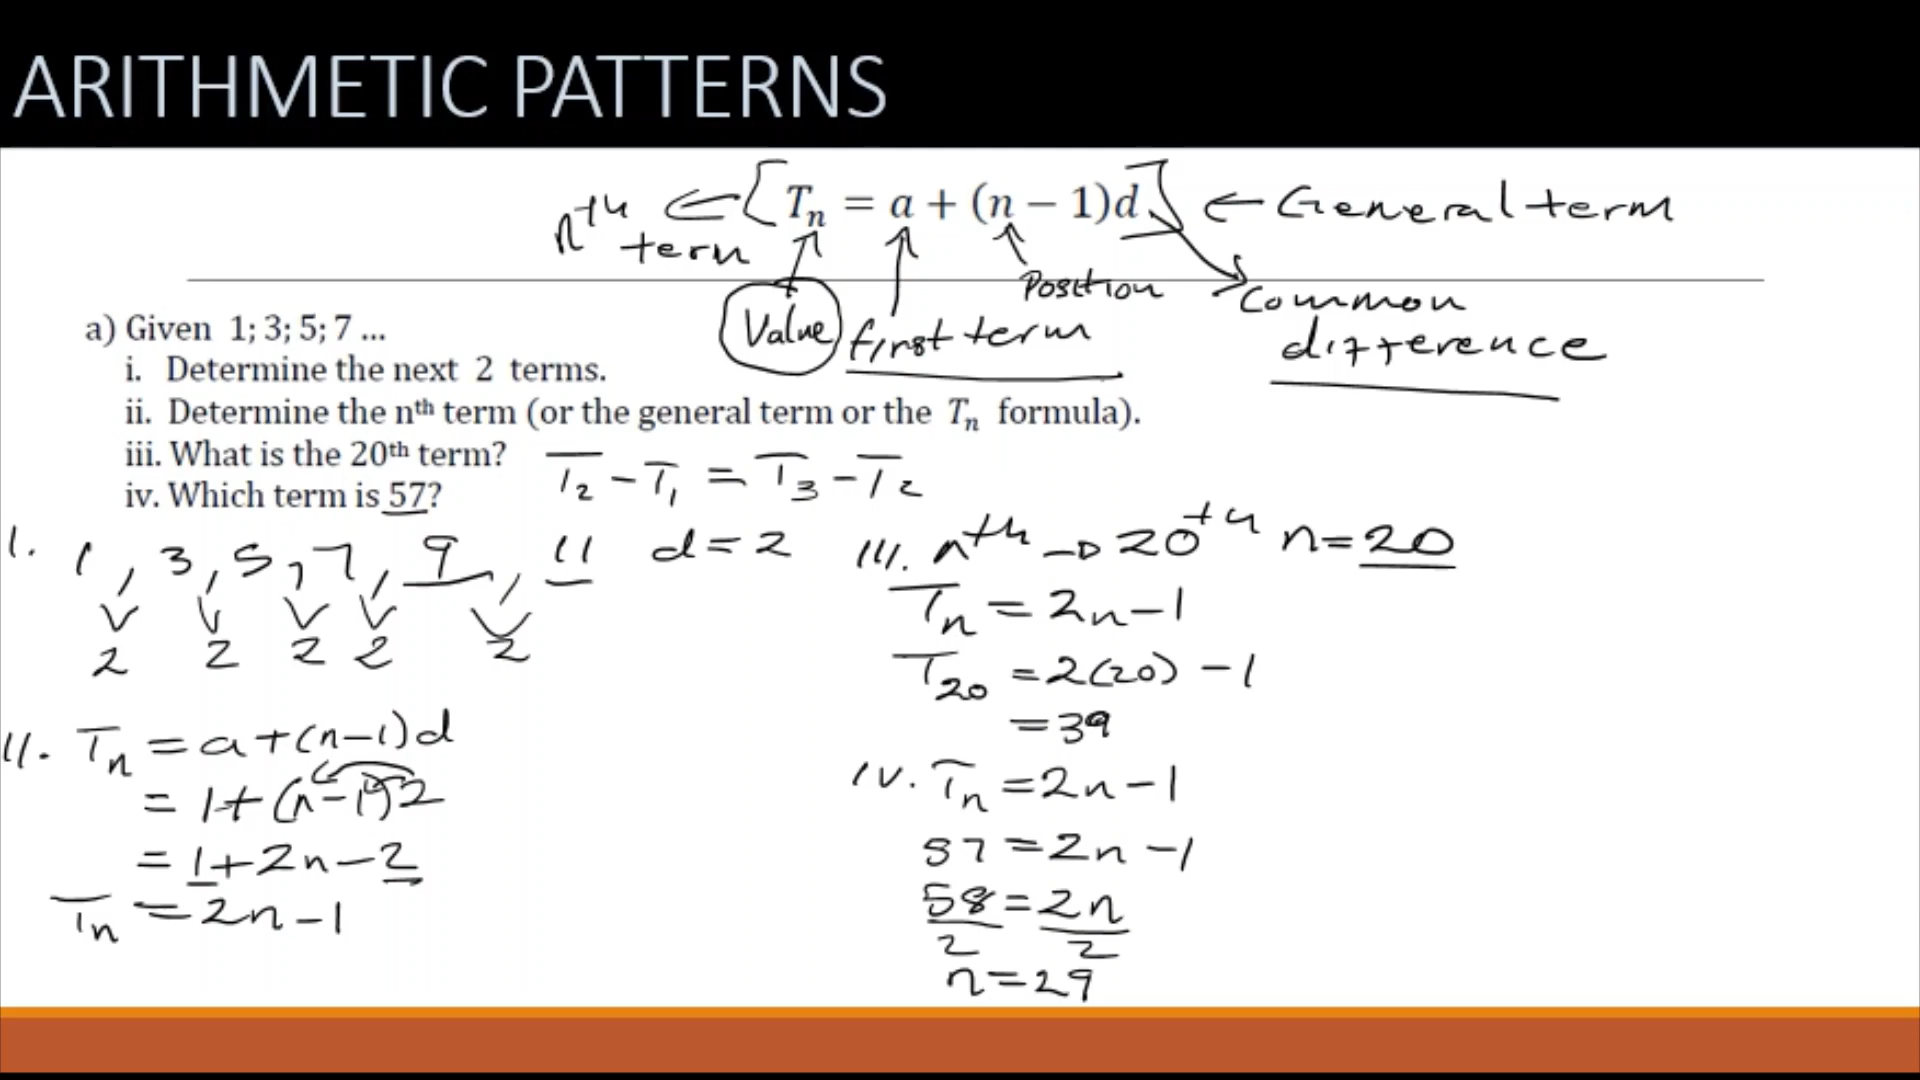 ARITHMETIC PATTERNS
nth term ← [Tₙ = a + (n − 1)d] ← General term
Value
first term
Position
Common
difference
a) Given 1; 3; 5; 7 ...
i. Determine the next 2 terms.
ii. Determine the nth term (or the general term or the Tₙ formula).
iii. What is the 20th term?
iv. Which term is 57?
T₂ − T₁ = T₃ − T₂
I. 1, 3, 5, 7, 9, 11 d = 2
2 2 2 2 2
II. Tₙ = a + (n−1)d
= 1 + (n−1)2
= 1 + 2n − 2
Tₙ = 2n − 1
III. nth → 20th n = 20
Tₙ = 2n − 1
T₂₀ = 2(20) − 1
= 39
IV. Tₙ = 2n − 1
57 = 2n − 1
58 = 2n
2 2
n = 29